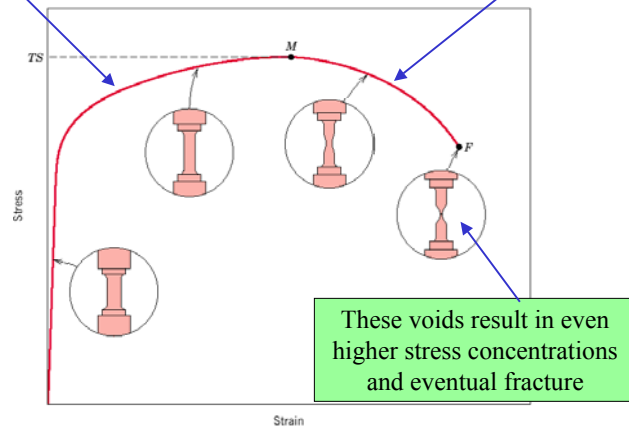 M
TS
F
Stress
These voids result in even
higher stress concentrations
and eventual fracture
Strain